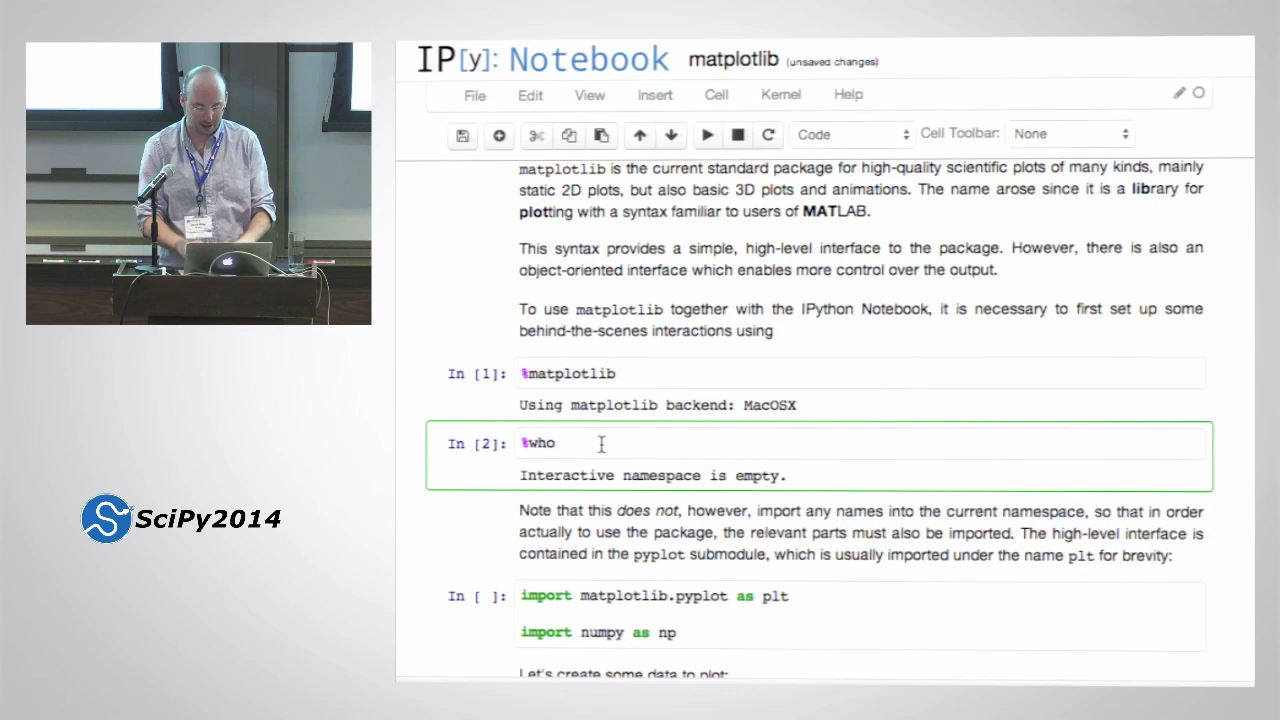 IP[y]: Notebook matplotlib (unsaved changes)
File Edit View Insert Cell Kernel Help
Code Cell Toolbar: None
matplotlib is the current standard package for high-quality scientific plots of many kinds, mainly
static 2D plots, but also basic 3D plots and animations. The name arose since it is a library for
plotting with a syntax familiar to users of MATLAB.
This syntax provides a simple, high-level interface to the package. However, there is also an
object-oriented interface which enables more control over the output.
To use matplotlib together with the IPython Notebook, it is necessary to first set up some
behind-the-scenes interactions using
In [1]: %matplotlib
Using matplotlib backend: MacOSX
In [2]: %who
Interactive namespace is empty.
Note that this does not, however, import any names into the current namespace, so that in order
actually to use the package, the relevant parts must also be imported. The high-level interface is
contained in the pyplot submodule, which is usually imported under the name plt for brevity:
In [ ]: import matplotlib.pyplot as plt
import numpy as np
Let's create some data to plot:
SciPy2014